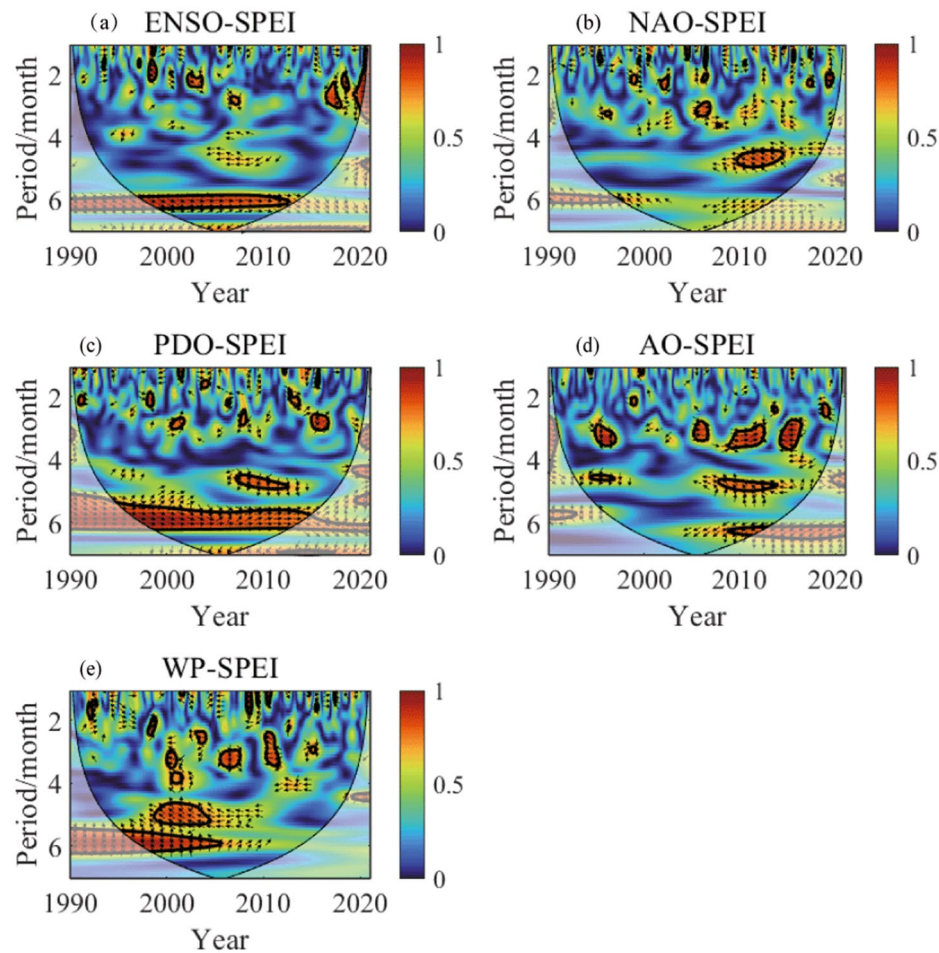 (a) ENSO-SPEI
Period/month
2
4
6
1990 2000 2010 2020
Year
1
0.5
0
(b) NAO-SPEI
Period/month
2
4
6
1990 2000 2010 2020
Year
1
0.5
0
(c) PDO-SPEI
Period/month
2
4
6
1990 2000 2010 2020
Year
1
0.5
0
(d) AO-SPEI
Period/month
2
4
6
1990 2000 2010 2020
Year
1
0.5
0
(e) WP-SPEI
Period/month
2
4
6
1990 2000 2010 2020
Year
1
0.5
0